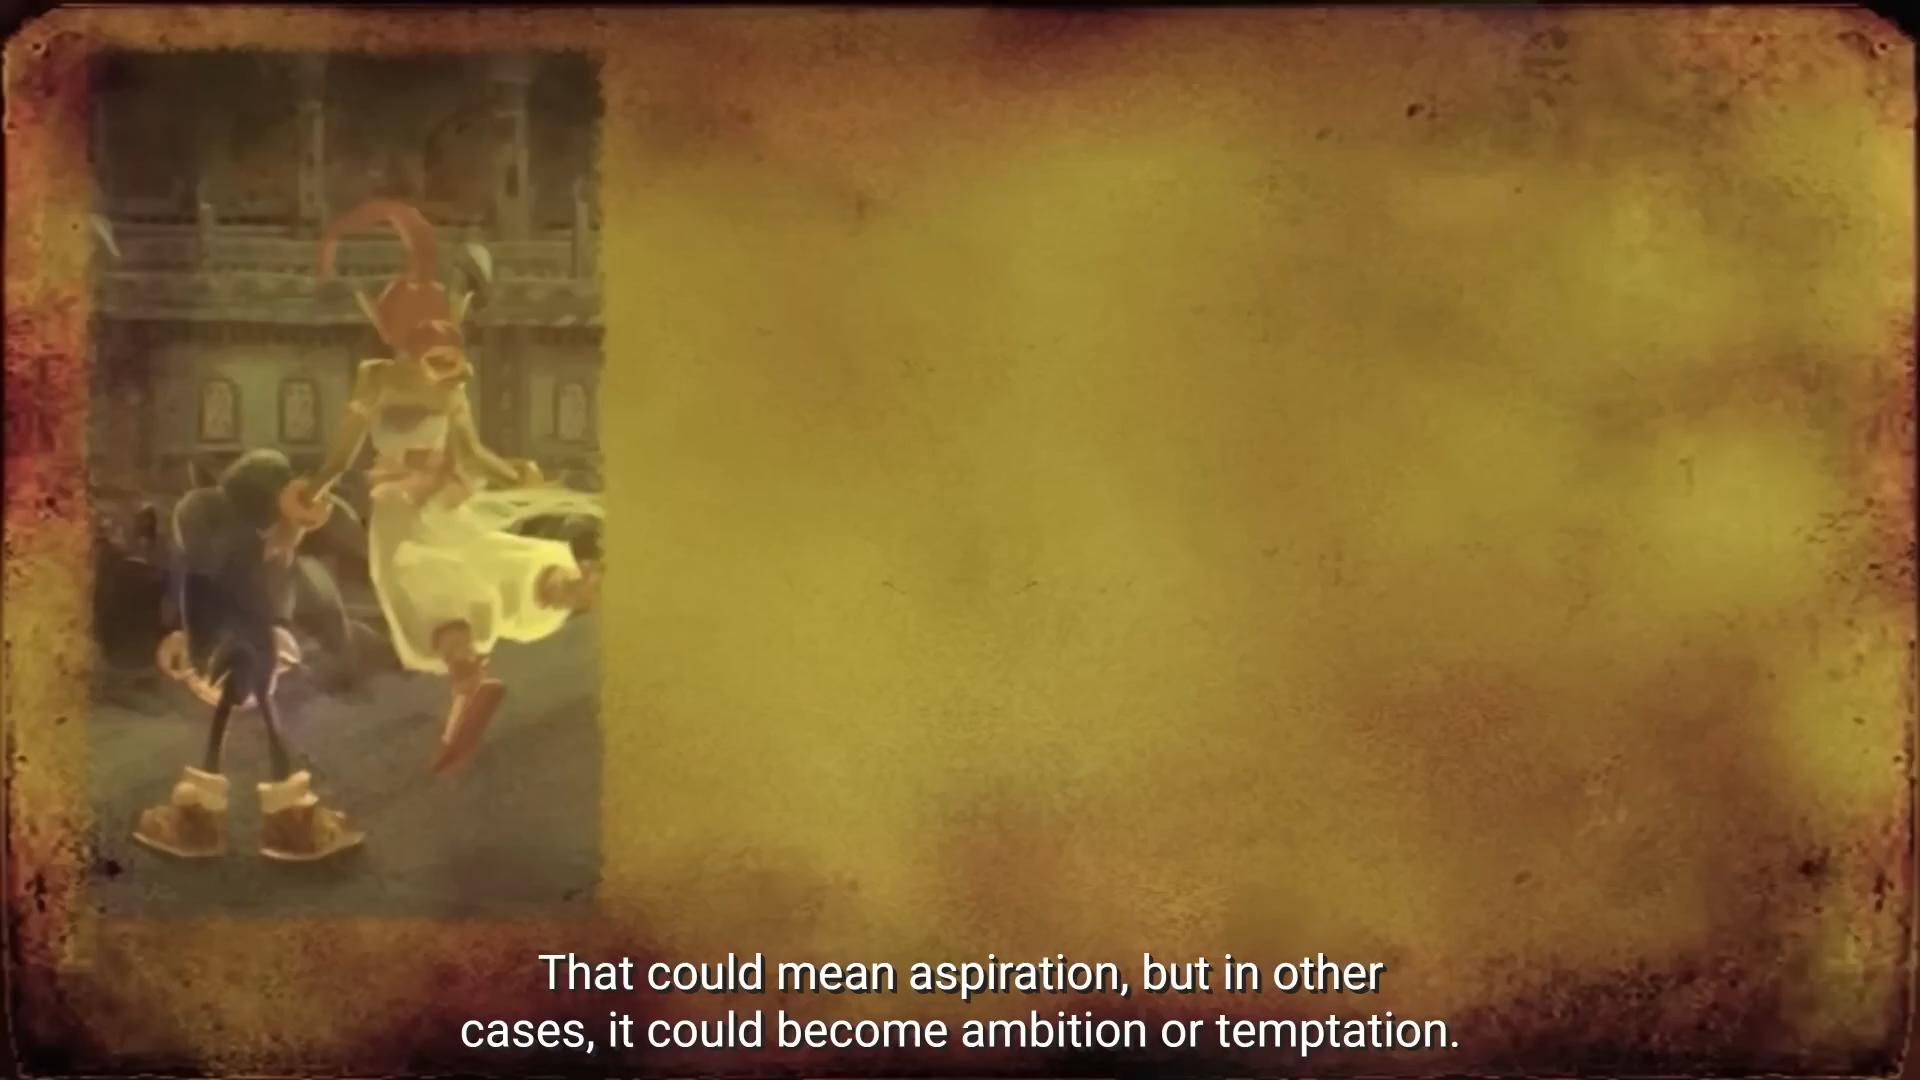 That could mean aspiration, but in other
cases, it could become ambition or temptation.